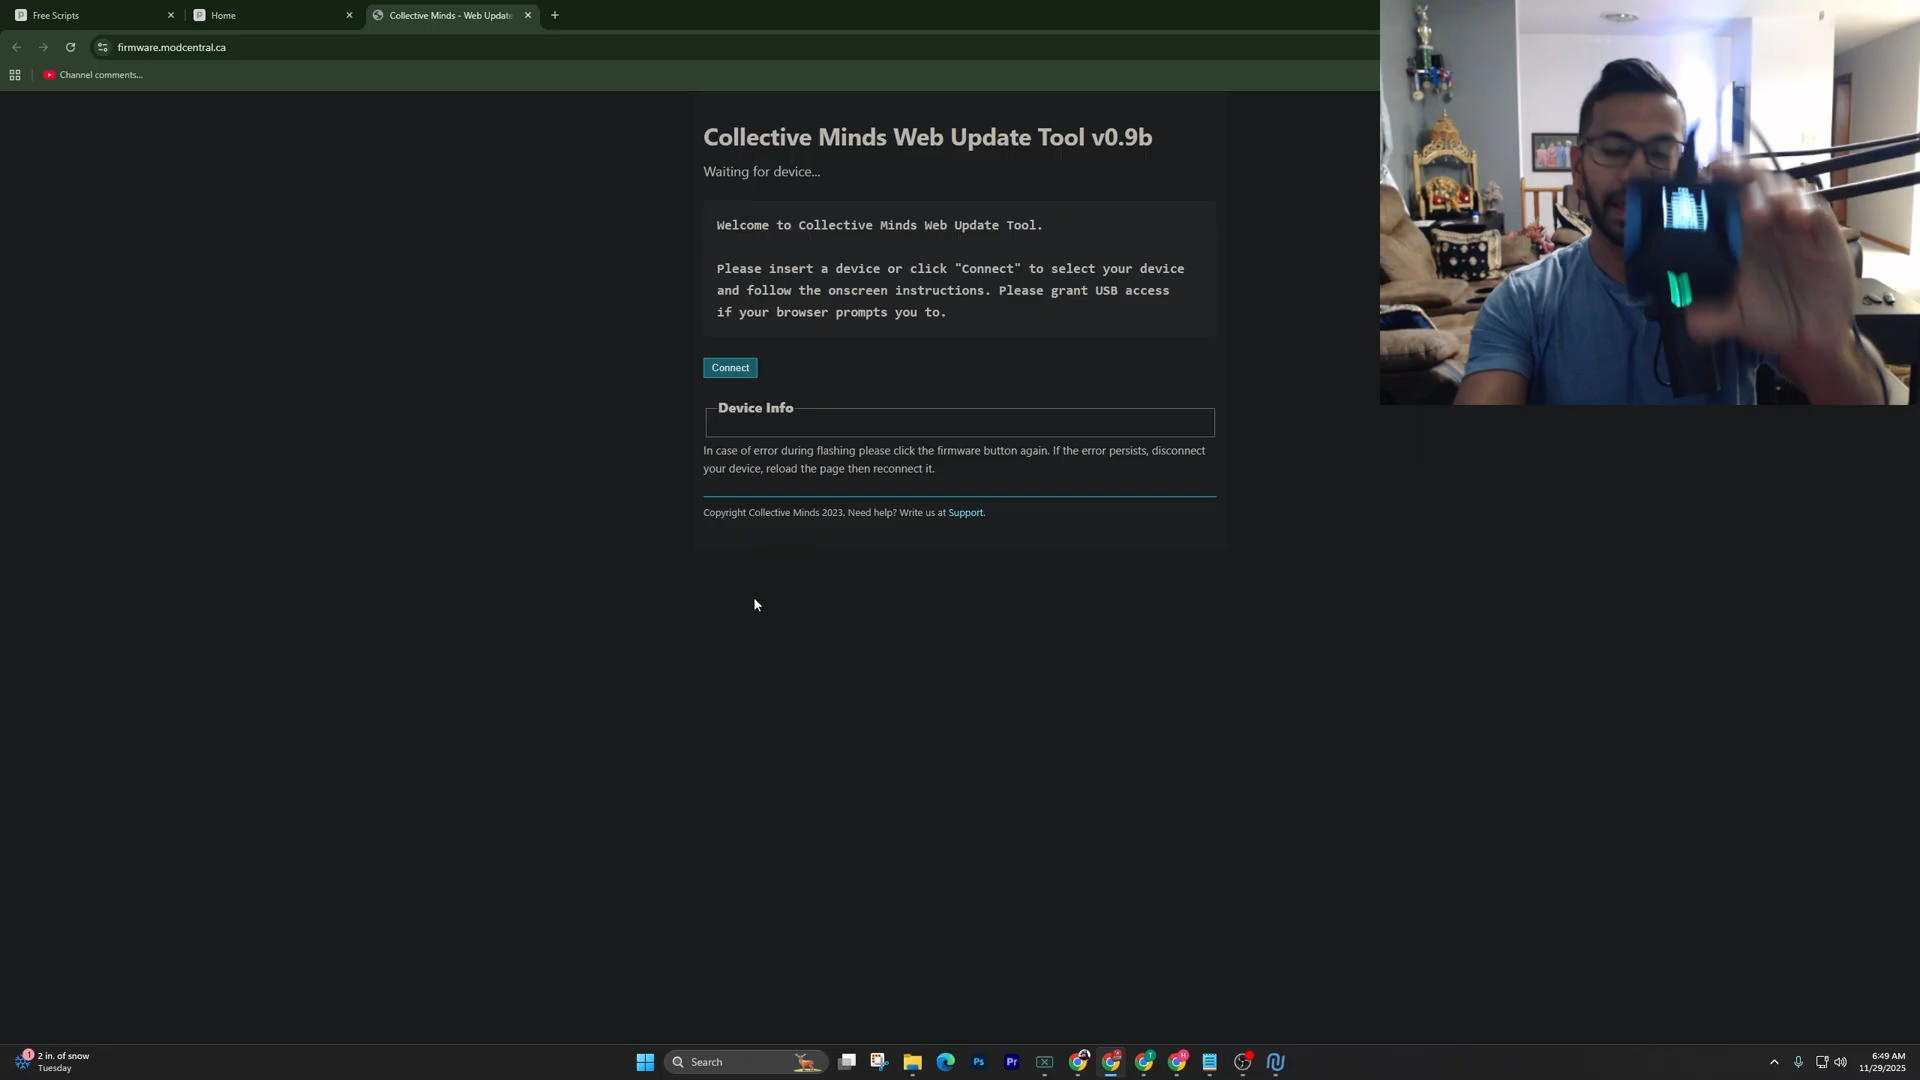 Free Scripts
Home
Collective Minds - Web Update
firmware.modcentral.ca
Channel comments...
Collective Minds Web Update Tool v0.9b
Waiting for device...
Welcome to Collective Minds Web Update Tool.
Please insert a device or click "Connect" to select your device
and follow the onscreen instructions. Please grant USB access
if your browser prompts you to.
Connect
Device Info
In case of error during flashing please click the firmware button again. If the error persists, disconnect
your device, reload the page then reconnect it.
Copyright Collective Minds 2023. Need help? Write us at Support.
1
2 in. of snow
Tuesday
Search
Ps
Pr
6:49 AM
11/29/2025